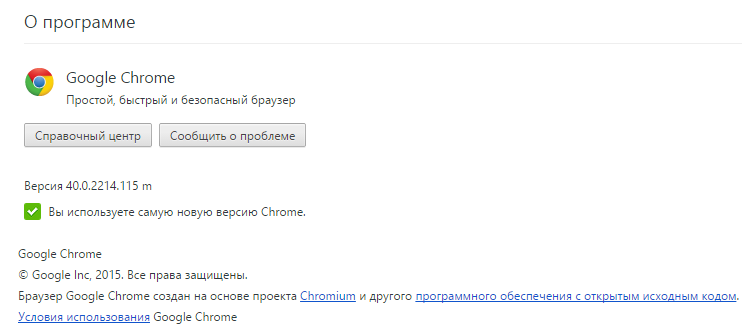 О программе
Google Chrome
Простой, быстрый и безопасный браузер
Справочный центр Сообщить о проблеме
Версия 40.0.2214.115 m
Вы используете самую новую версию Chrome.
Google Chrome
© Google Inc, 2015. Все права защищены.
Браузер Google Chrome создан на основе проекта Chromium и другого программного обеспечения с открытым исходным кодом.
Условия использования Google Chrome